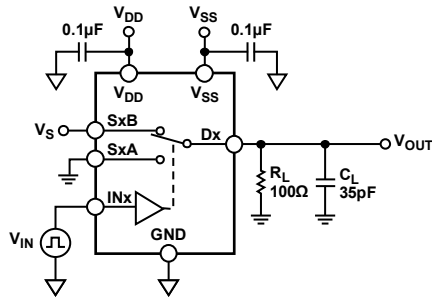 VDD
VSS
0.1µF
0.1µF
VDD
VSS
VS
SxB
Dx
VOUT
SxA
RL
100Ω
CL
35pF
INx
VIN
GND